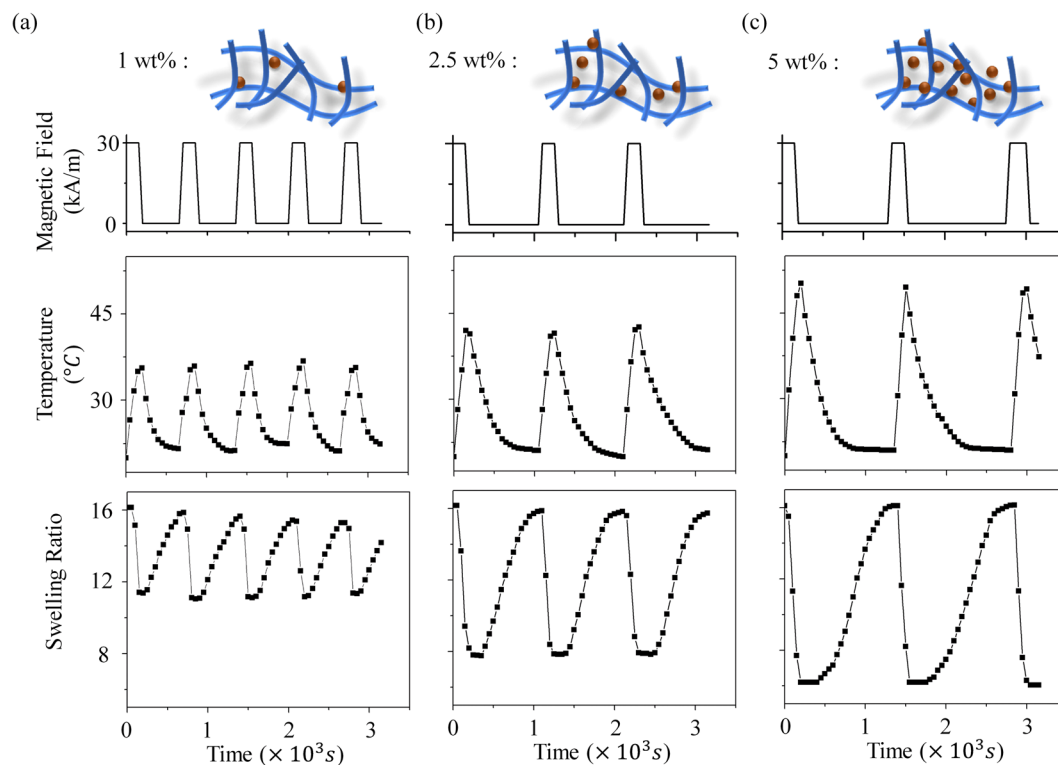 (a)
(b)
(c)
1 wt% :
2.5 wt% :
5 wt% :
Magnetic Field
(kA/m)
30
0
Temperature
(°C)
45
30
Swelling Ratio
16
12
8
0 1 2 3
0 1 2 3
0 1 2 3
Time (× 10³s)
Time (× 10³s)
Time (× 10³s)